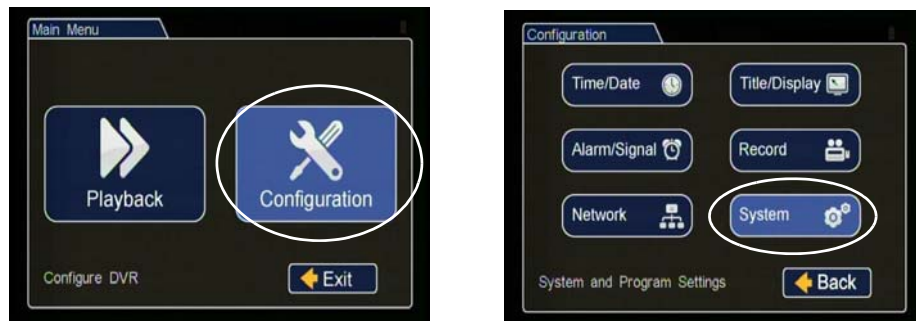 Main Menu
Playback
Configuration
Configure DVR
Exit
Configuration
Time/Date
Title/Display
Alarm/Signal
Record
Network
System
System and Program Settings
Back